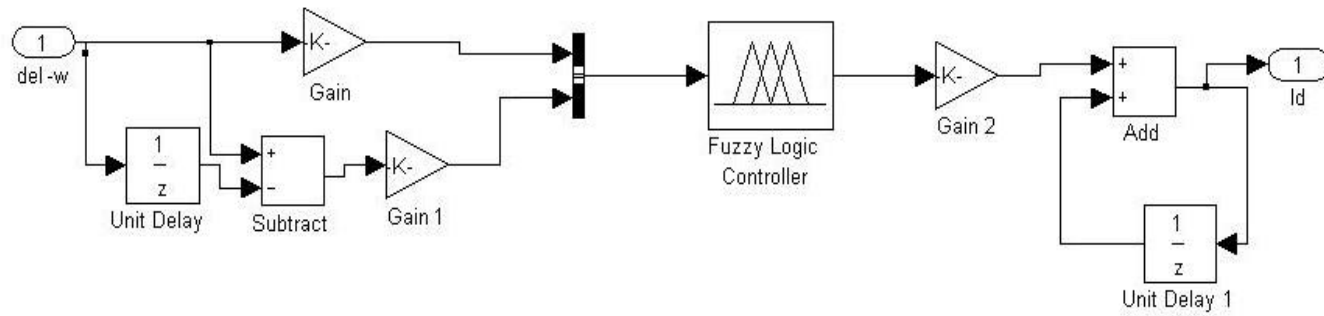 1
del -w
-K-
Gain
1
z
Unit Delay
+
−
Subtract
-K-
Gain 1
Fuzzy Logic
Controller
-K-
Gain 2
+
+
Add
1
Id
1
z
Unit Delay 1